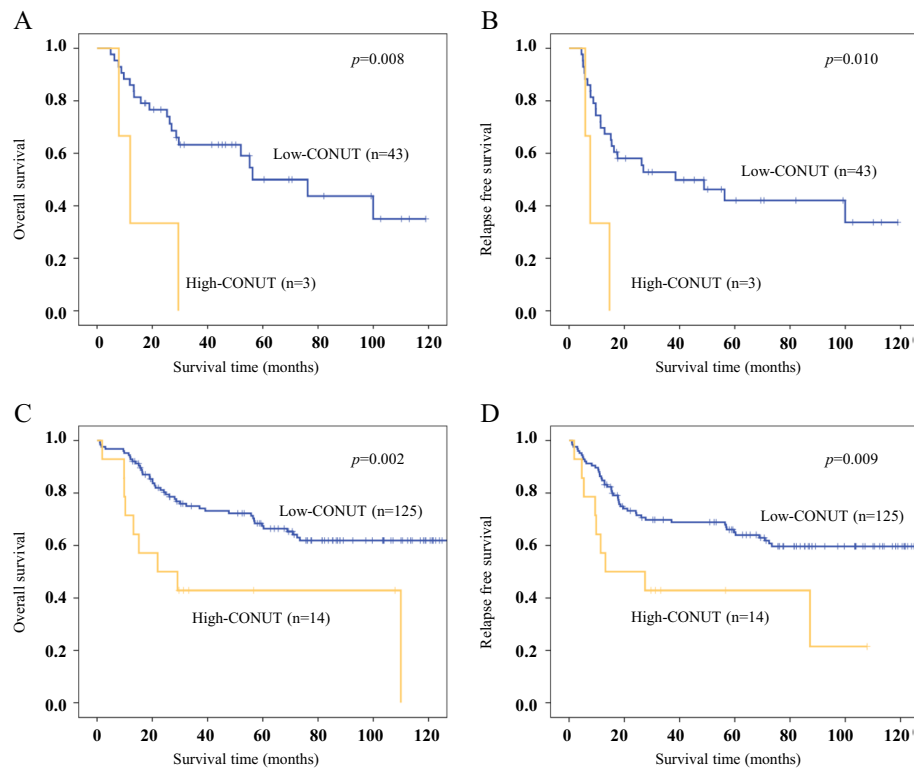 A
Overall survival
1.0
0.8
0.6
0.4
0.2
0.0
p=0.008
Low-CONUT (n=43)
High-CONUT (n=3)
0 20 40 60 80 100 120
Survival time (months)
B
Relapse free survival
1.0
0.8
0.6
0.4
0.2
0.0
p=0.010
Low-CONUT (n=43)
High-CONUT (n=3)
0 20 40 60 80 100 120
Survival time (months)
C
Overall survival
1.0
0.8
0.6
0.4
0.2
0.0
p=0.002
Low-CONUT (n=125)
High-CONUT (n=14)
0 20 40 60 80 100 120
Survival time (months)
D
Relapse free survival
1.0
0.8
0.6
0.4
0.2
0.0
p=0.009
Low-CONUT (n=125)
High-CONUT (n=14)
0 20 40 60 80 100 120
Survival time (months)